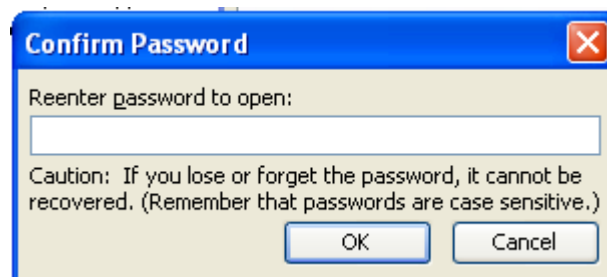 Confirm Password
Reenter password to open:
Caution: If you lose or forget the password, it cannot be
recovered. (Remember that passwords are case sensitive.)
OK Cancel